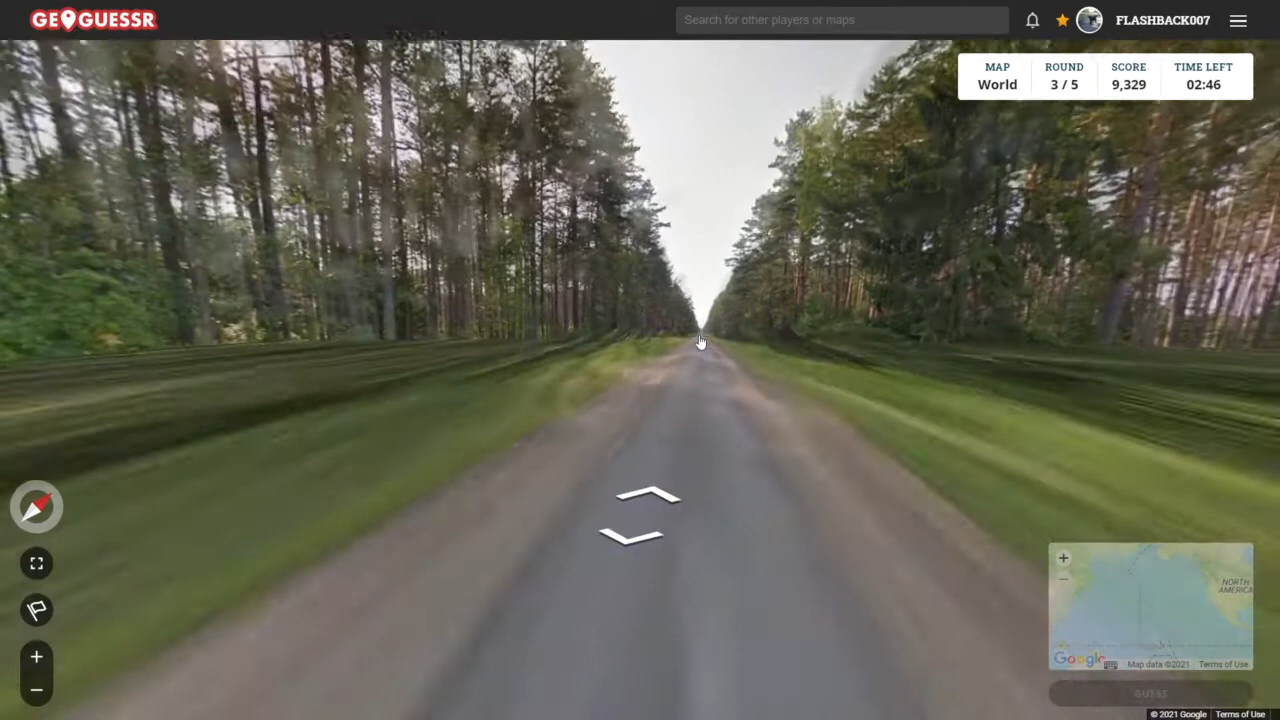 GEOGUESSR
Search for other players or maps
FLASHBACK007
MAP
World
ROUND
3 / 5
SCORE
9,329
TIME LEFT
02:46
NORTH
AMERICA
Google
Map data ©2021
Terms of Use
GUESS
© 2021 Google
Terms of Use